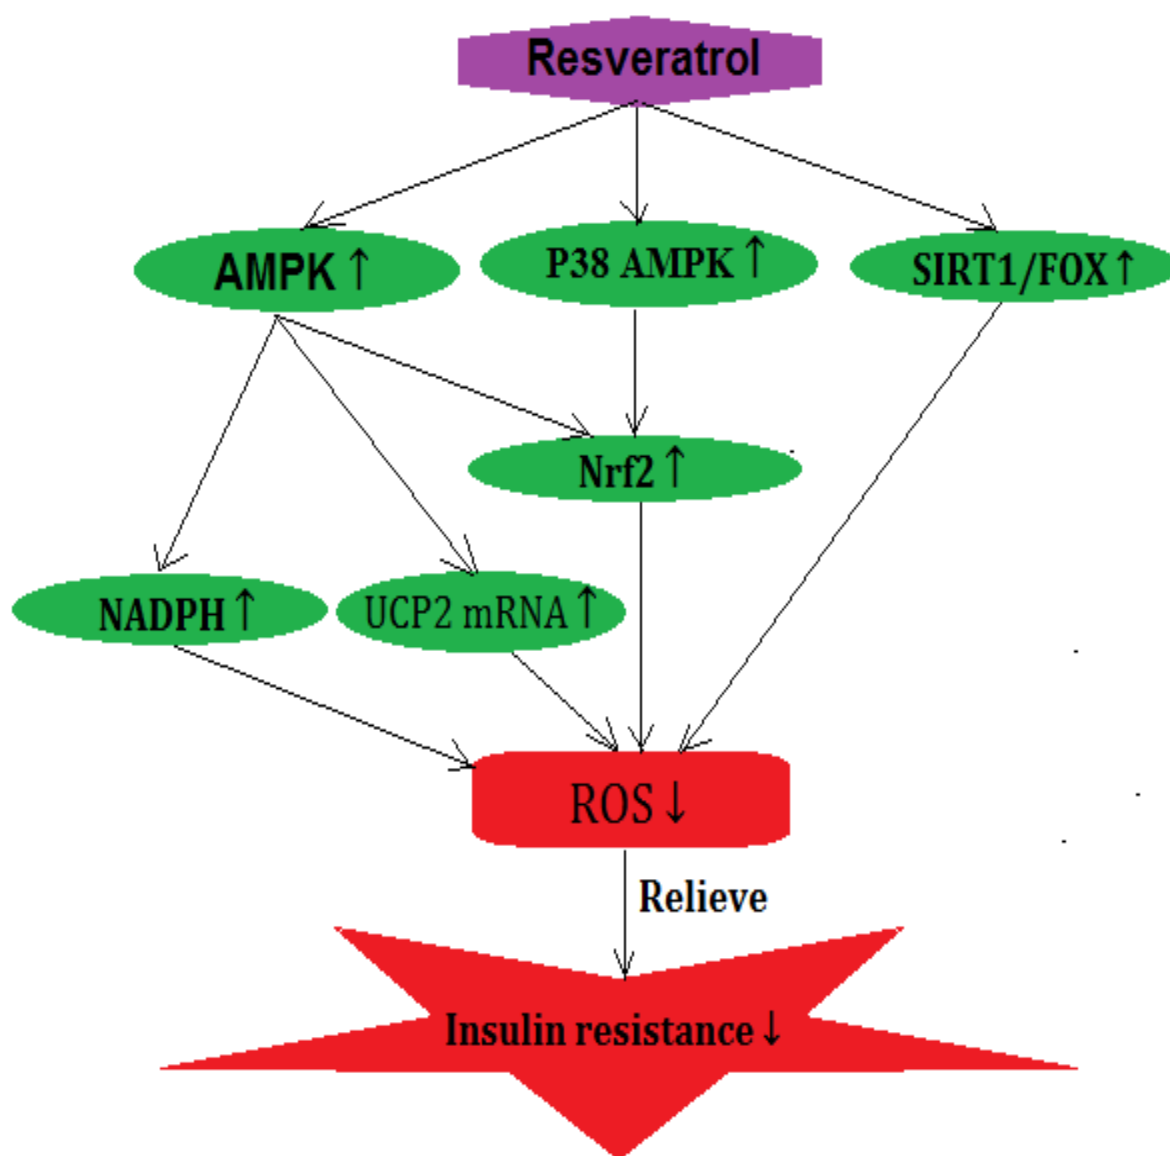 Resveratrol
AMPK↑
P38 AMPK↑
SIRT1/FOX↑
Nrf2↑
NADPH↑
UCP2 mRNA↑
ROS↓
Relieve
Insulin resistance↓